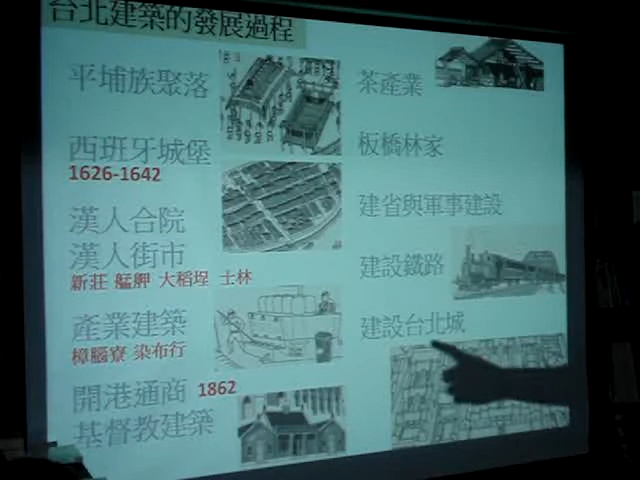 台北建築的發展過程
平埔族聚落
西班牙城堡
1626-1642
漢人合院
漢人街市
新莊 艋舺 大稻埕 士林
產業建築
樟腦寮 染布行
開港通商 1862
基督教建築
茶產業
板橋林家
建省與軍事建設
建設鐵路
建設台北城